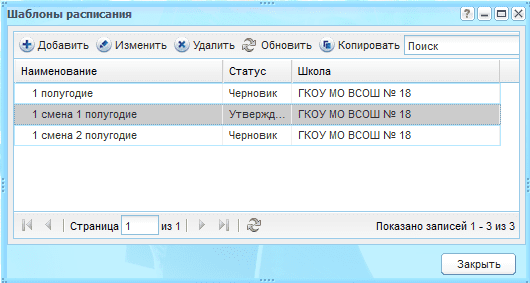 Шаблоны расписания
Добавить Изменить Удалить Обновить Копировать Поиск
Наименование Статус Школа
1 полугодие Черновик ГКОУ МО ВСОШ № 18
1 смена 1 полугодие Утвержд... ГКОУ МО ВСОШ № 18
1 смена 2 полугодие Черновик ГКОУ МО ВСОШ № 18
Страница 1 из 1 Показано записей 1 - 3 из 3
Закрыть